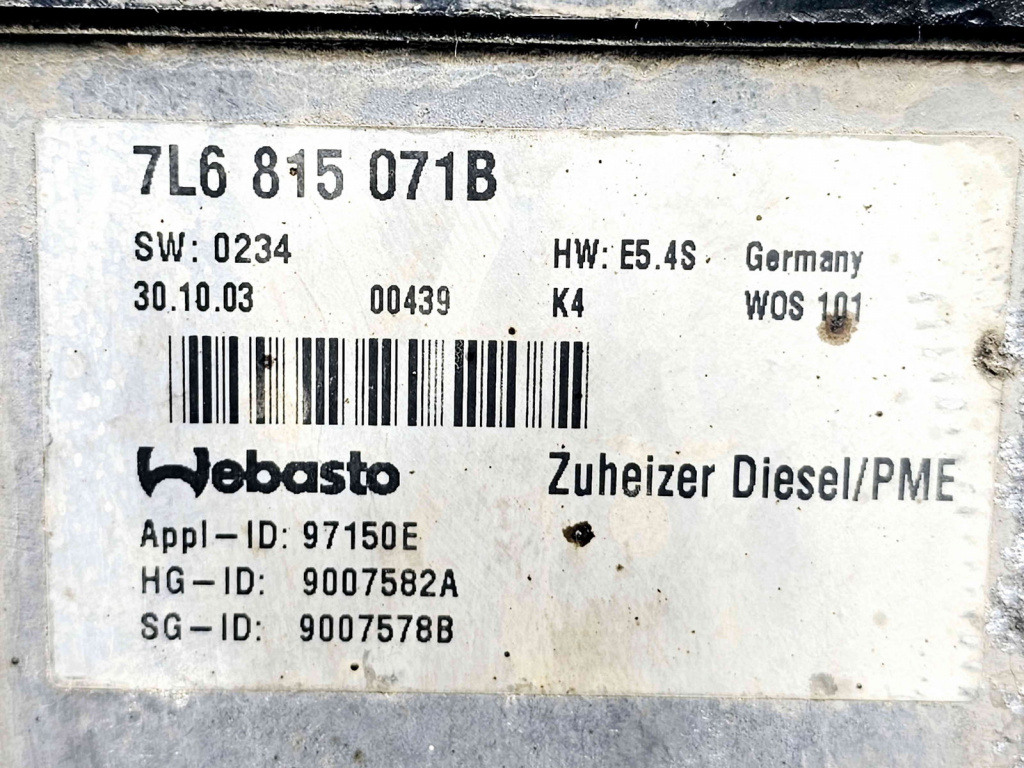 7L6 815 071B
SW: 0234 HW: E5.4S Germany
30.10.03 00439 K4 WOS 101
Webasto Zuheizer Diesel/PME
Appl-ID: 97150E
HG-ID: 9007582A
SG-ID: 9007578B